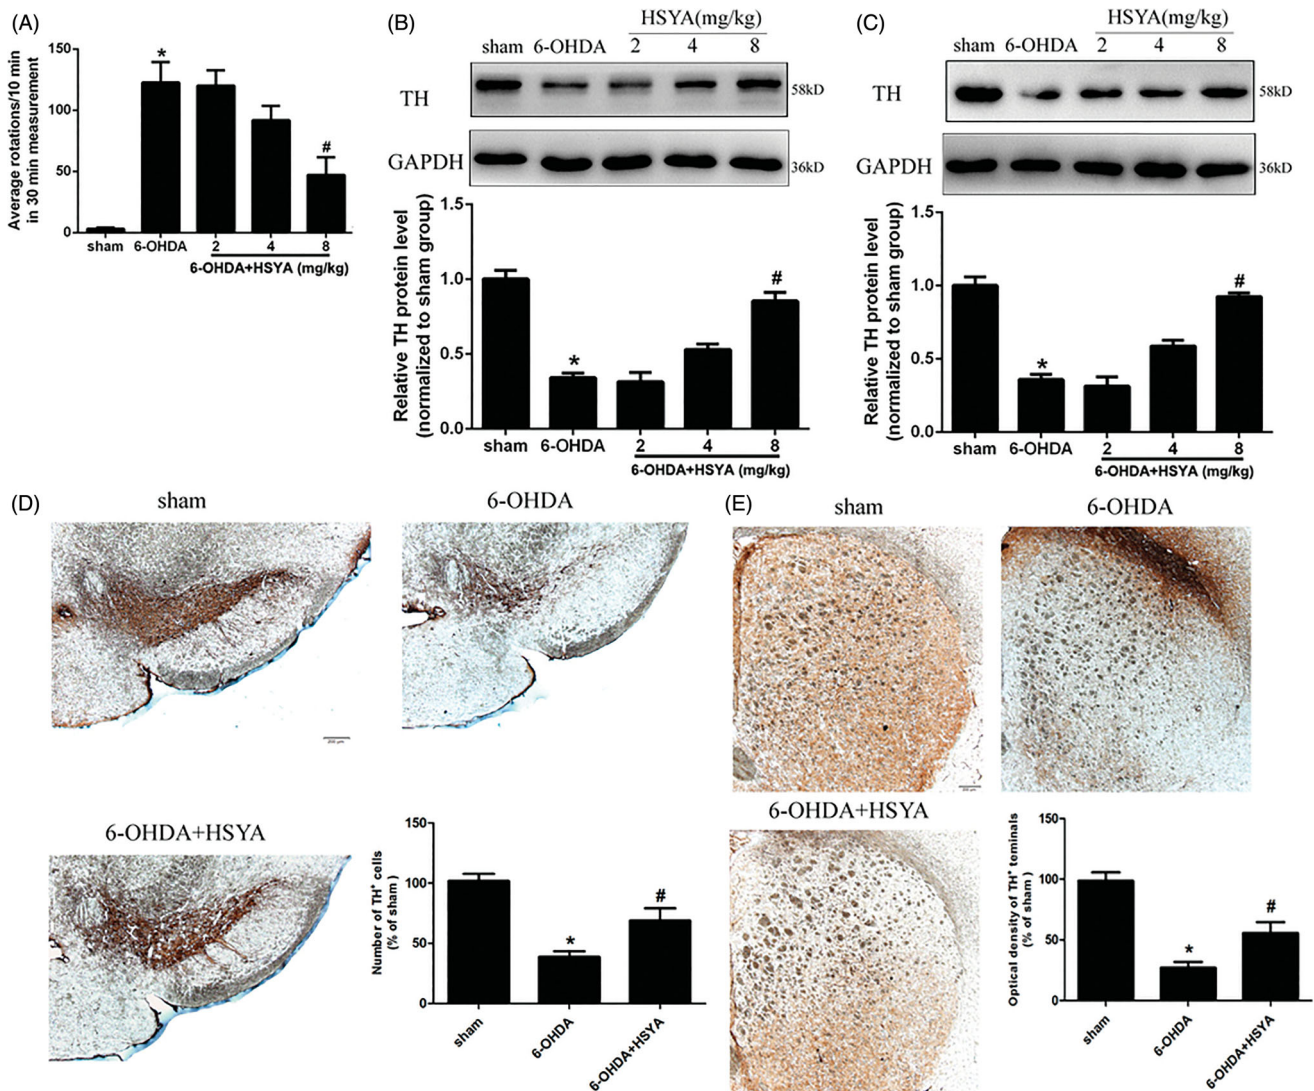 (A)
150
100
50
0
Average rotations/10 min
in 30 min measurement
*
#
sham 6-OHDA 2 4 8
6-OHDA+HSYA (mg/kg)
(B)
HSYA(mg/kg)
sham 6-OHDA 2 4 8
TH 58kD
GAPDH 36kD
1.5
1.0
0.5
0.0
Relative TH protein level
(normalized to sham group)
*
#
sham 6-OHDA 2 4 8
6-OHDA+HSYA (mg/kg)
(C)
HSYA(mg/kg)
sham 6-OHDA 2 4 8
TH 58kD
GAPDH 36kD
1.5
1.0
0.5
0.0
Relative TH protein level
(normalized to sham group)
*
#
sham 6-OHDA 2 4 8
6-OHDA+HSYA (mg/kg)
(D)
sham
6-OHDA
200 μm
6-OHDA+HSYA
150
100
50
0
Number of TH⁺ cells
(% of sham )
*
#
sham 6-OHDA 6-OHDA+HSYA
(E)
sham
6-OHDA
6-OHDA+HSYA
150
100
50
0
Optical density of TH⁺ teminals
(% of sham )
*
#
sham 6-OHDA 6-OHDA+HSYA